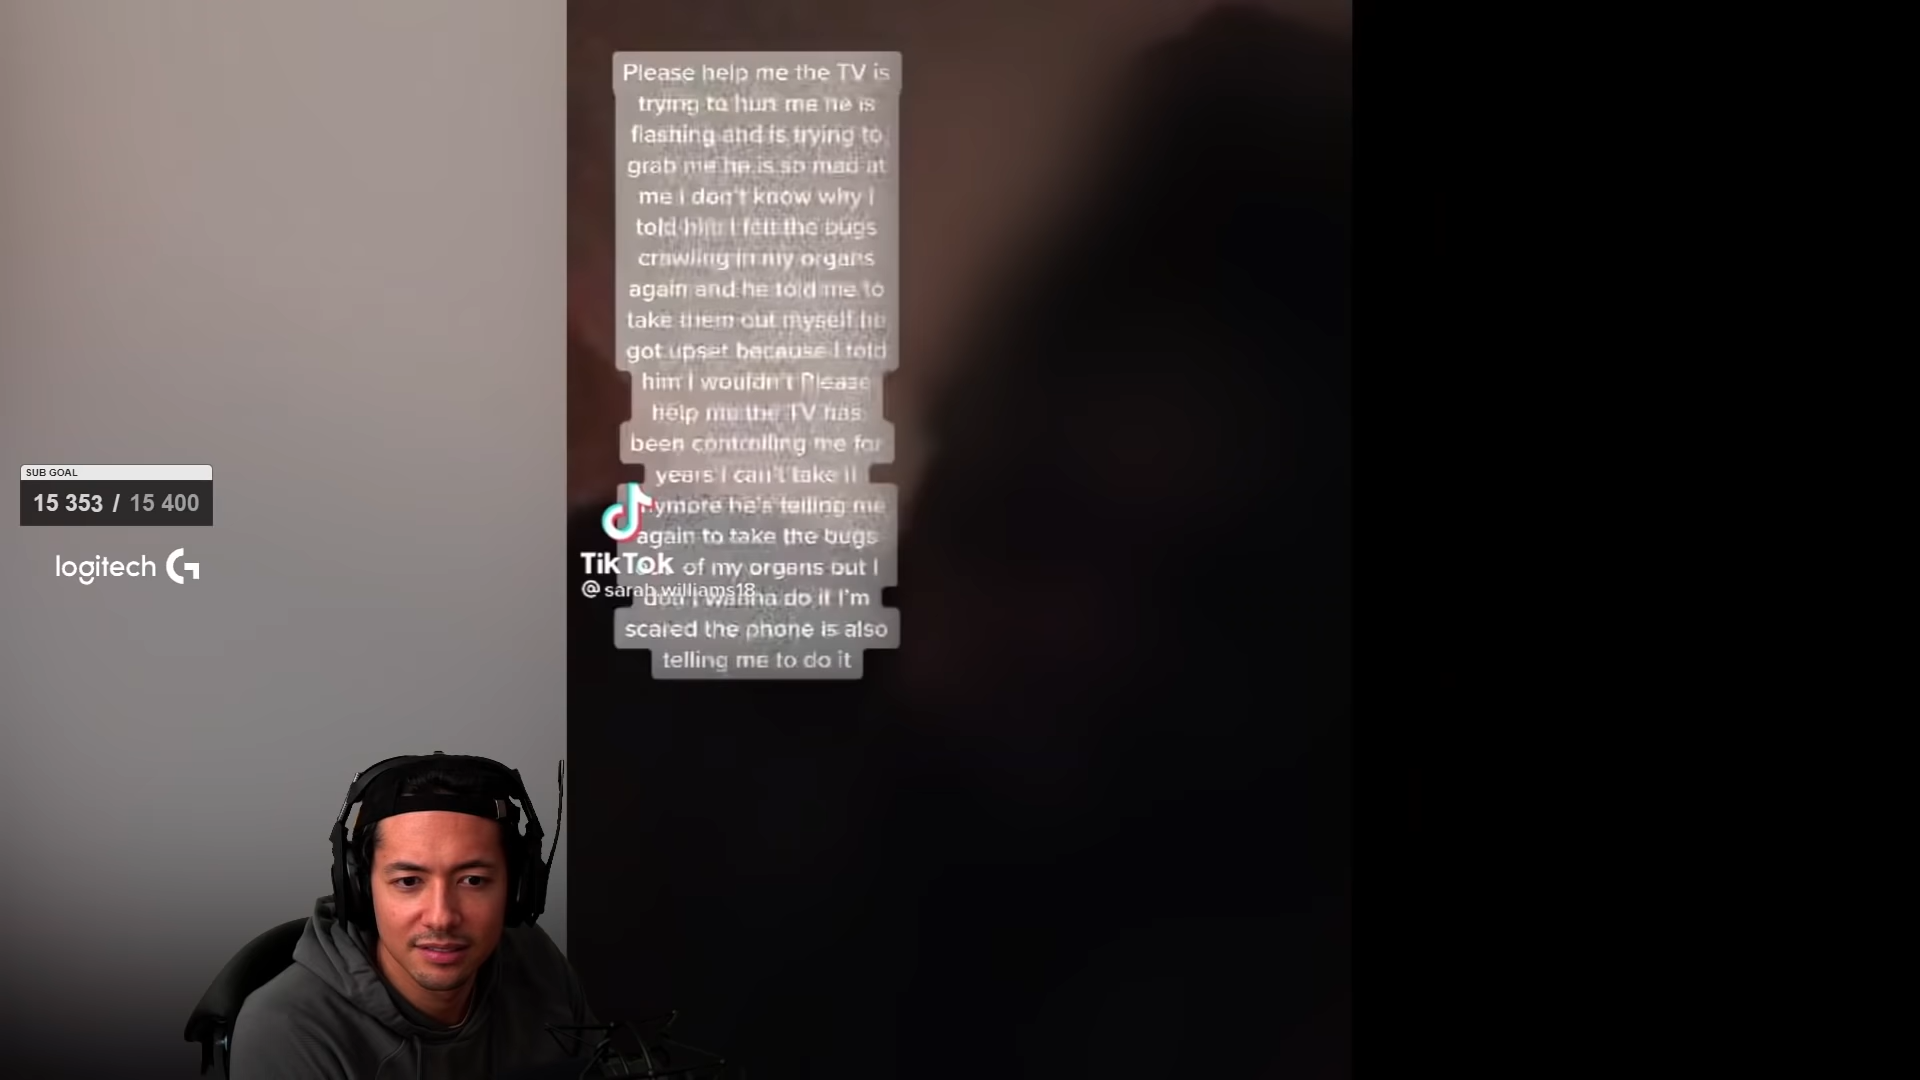 Please help me the TV is
trying to hurt me he is
flashing and is trying to
grab me he is so mad at
me I don't know why I
told him I felt the bugs
crawling in my organs
again and he told me to
take them out myself he
got upset because I told
him I wouldn't Please
help me the TV has
been controlling me for
years I can't take it
ymore he's telling me
again to take the bugs
of my organs but I
don't wanna do it I'm
scared the phone is also
telling me to do it
TikTok
@sarah.williams18
SUB GOAL
15 353 / 15 400
logitech G